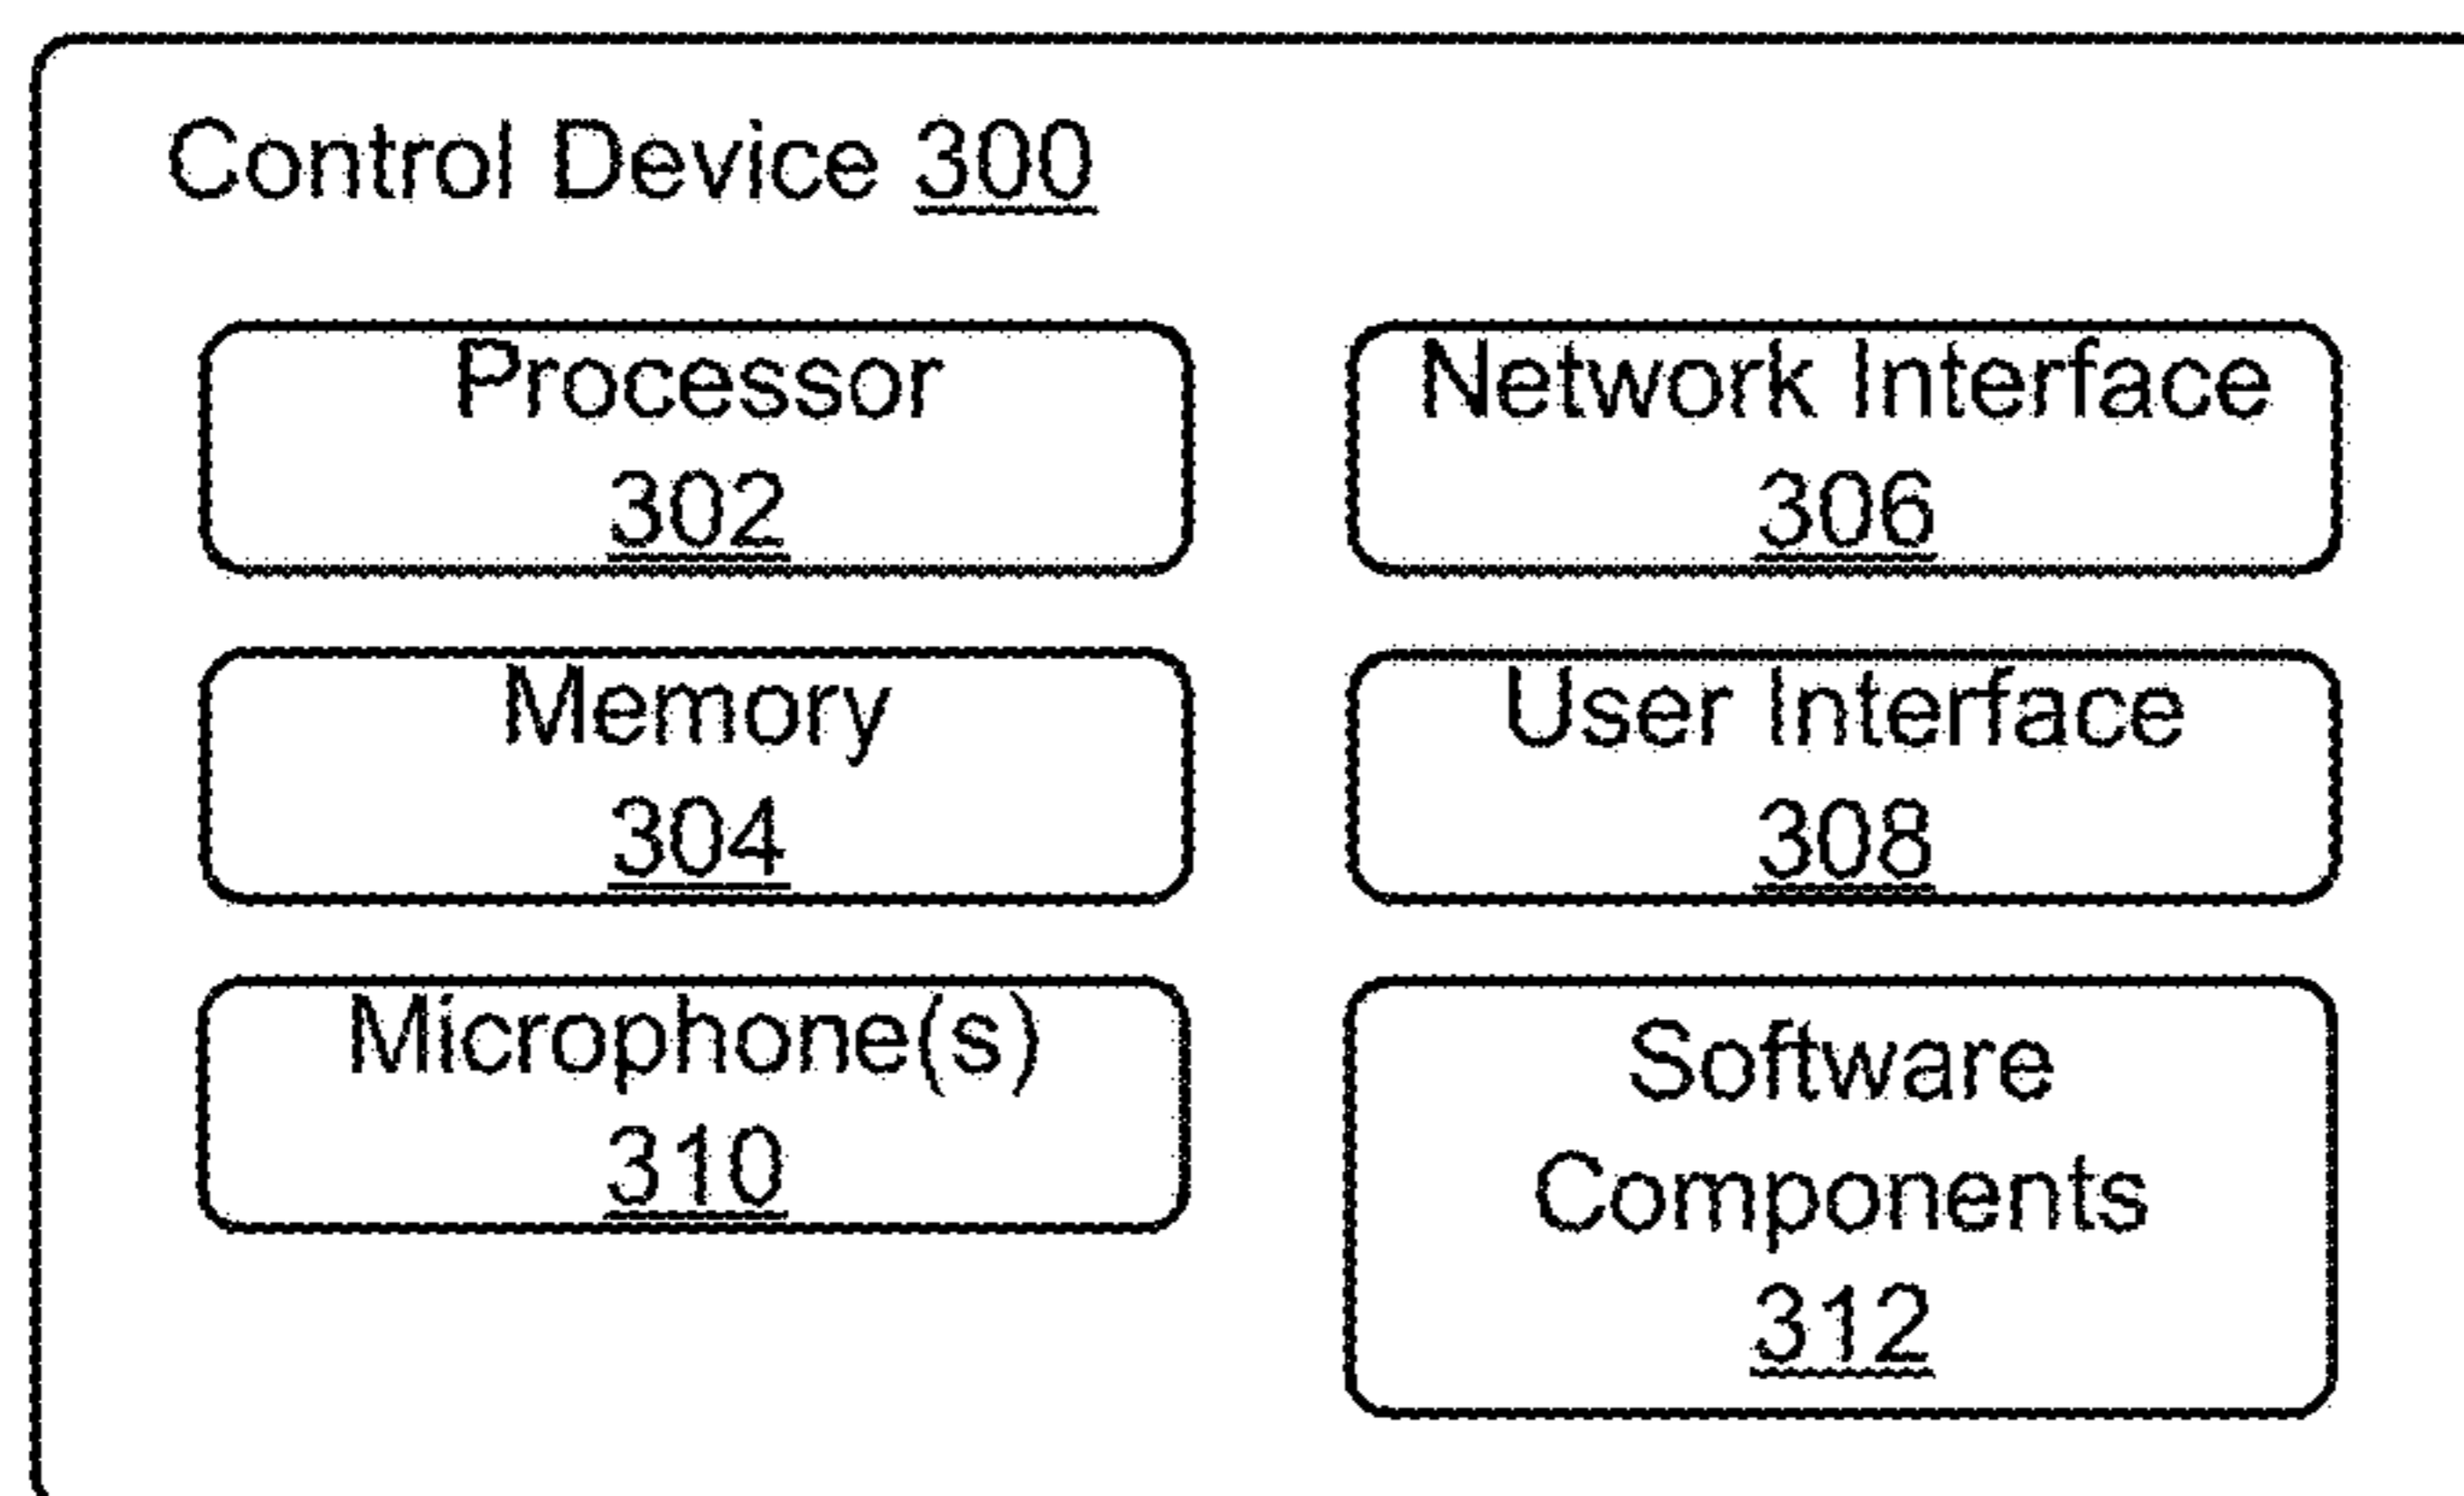 Control Device 300
Processor
302
Network Interface
306
Memory
304
User Interface
308
Microphone(s)
310
Software
Components
312